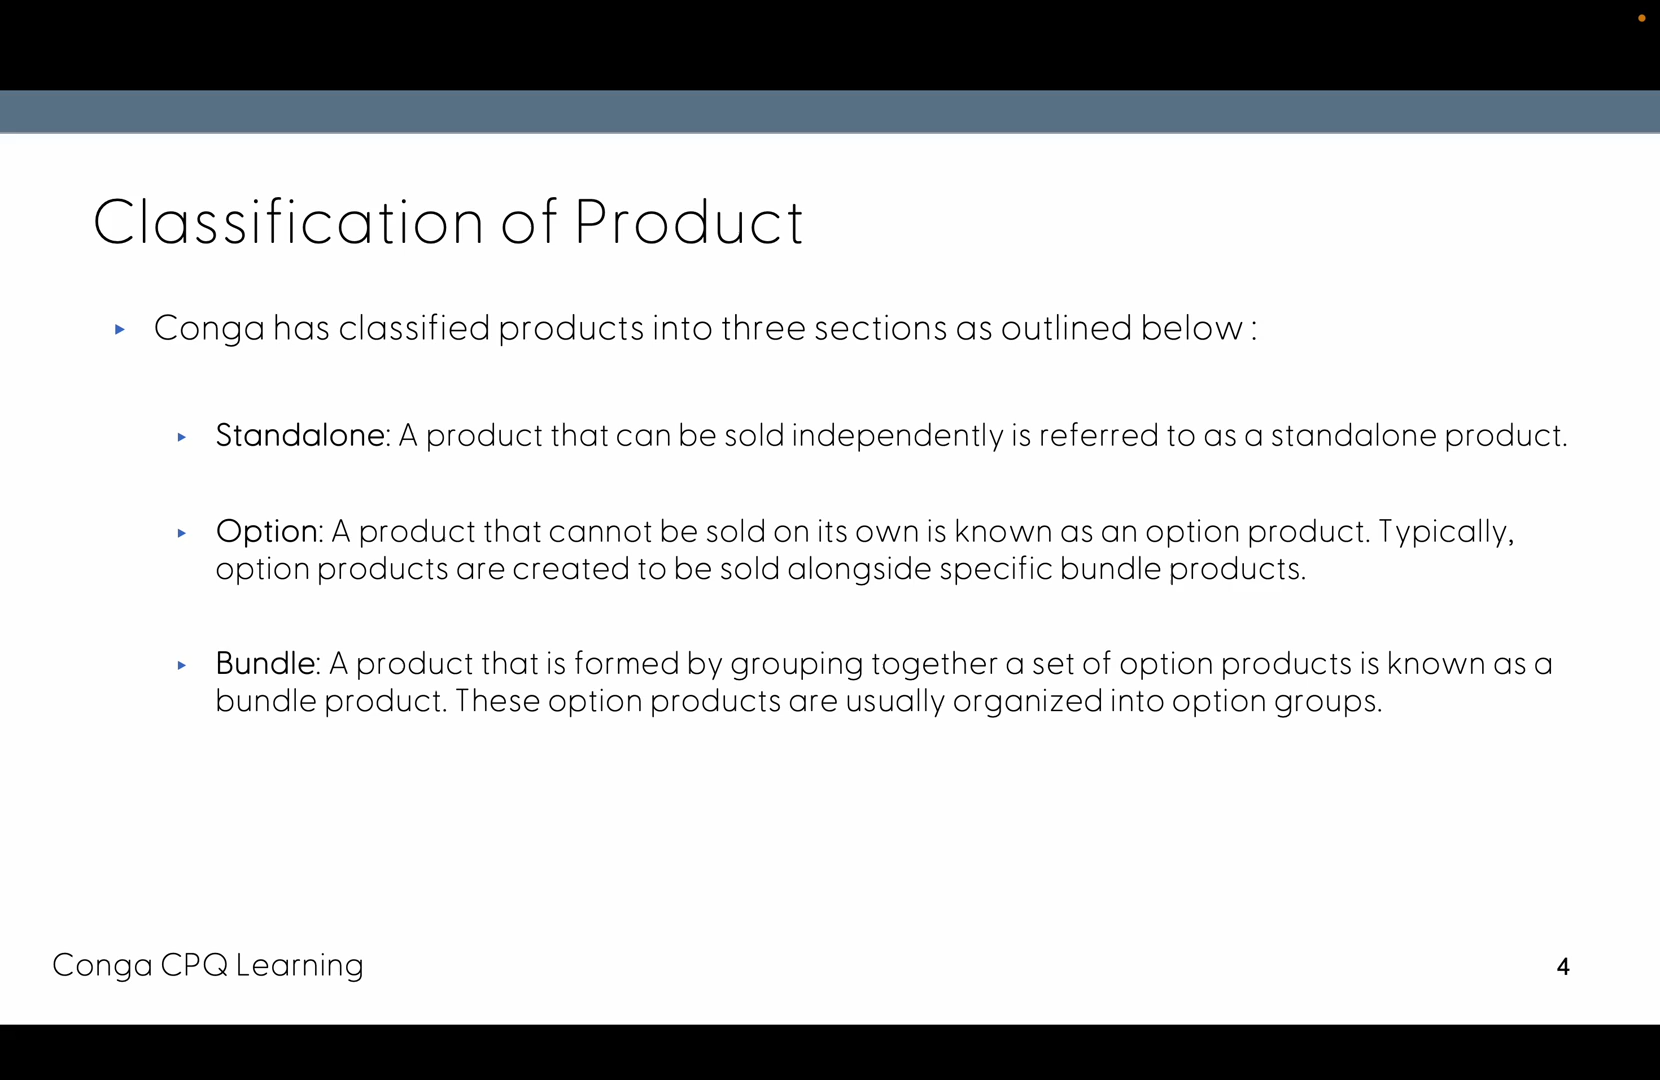 Classification of Product
Conga has classified products into three sections as outlined below :
Standalone: A product that can be sold independently is referred to as a standalone product.
Option: A product that cannot be sold on its own is known as an option product. Typically,
option products are created to be sold alongside specific bundle products.
Bundle: A product that is formed by grouping together a set of option products is known as a
bundle product. These option products are usually organized into option groups.
Conga CPQ Learning
4